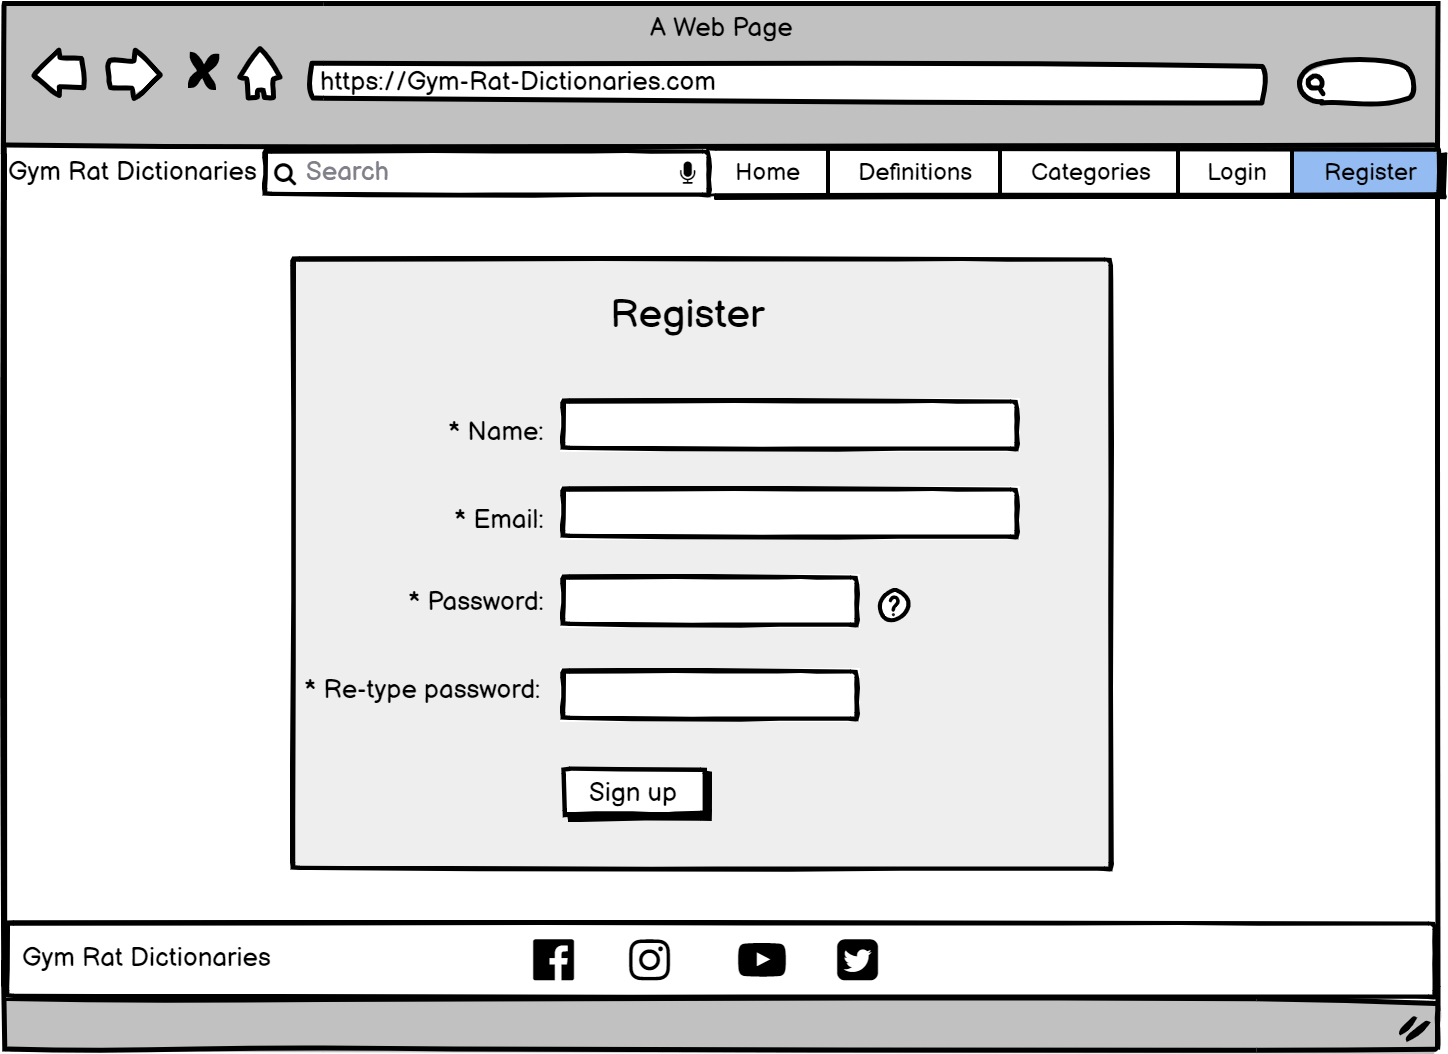 A Web Page
https://Gym-Rat-Dictionaries.com
Gym Rat Dictionaries
Search
Home
Definitions
Categories
Login
Register
Register
* Name:
* Email:
* Password:
?
* Re-type password:
Sign up
Gym Rat Dictionaries